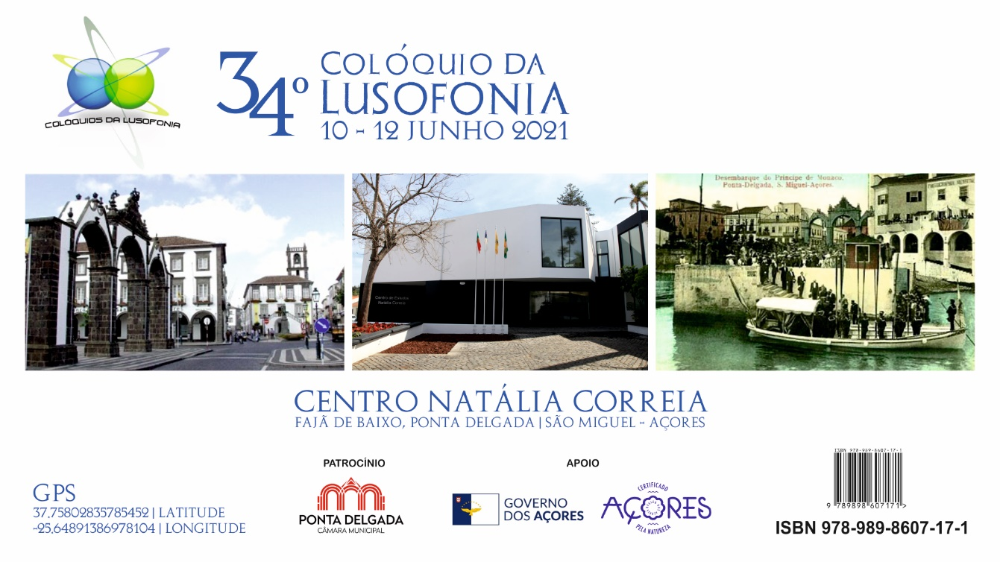 COLÓQUIOS DA LUSOFONIA
34º
COLÓQUIO DA
LUSOFONIA
10 - 12 JUNHO 2021
Desembarque do Principe de Monaco.
Ponta-Delgada, S. Miguel-Açores.
Centro de Estudos
Natália Correia
CENTRO NATÁLIA CORREIA
FAJÃ DE BAIXO, PONTA DELGADA | SÃO MIGUEL - AÇORES
PATROCÍNIO
APOIO
GPS
37,75802835785452 | LATITUDE
-25,64891386978104 | LONGITUDE
PONTA DELGADA
CÂMARA MUNICIPAL
GOVERNO
DOS AÇORES
CERTIFICADO
AÇORES
PELA NATUREZA
ISBN 978-989-8607-17-1
9 789898 607171 >
ISBN 978-989-8607-17-1